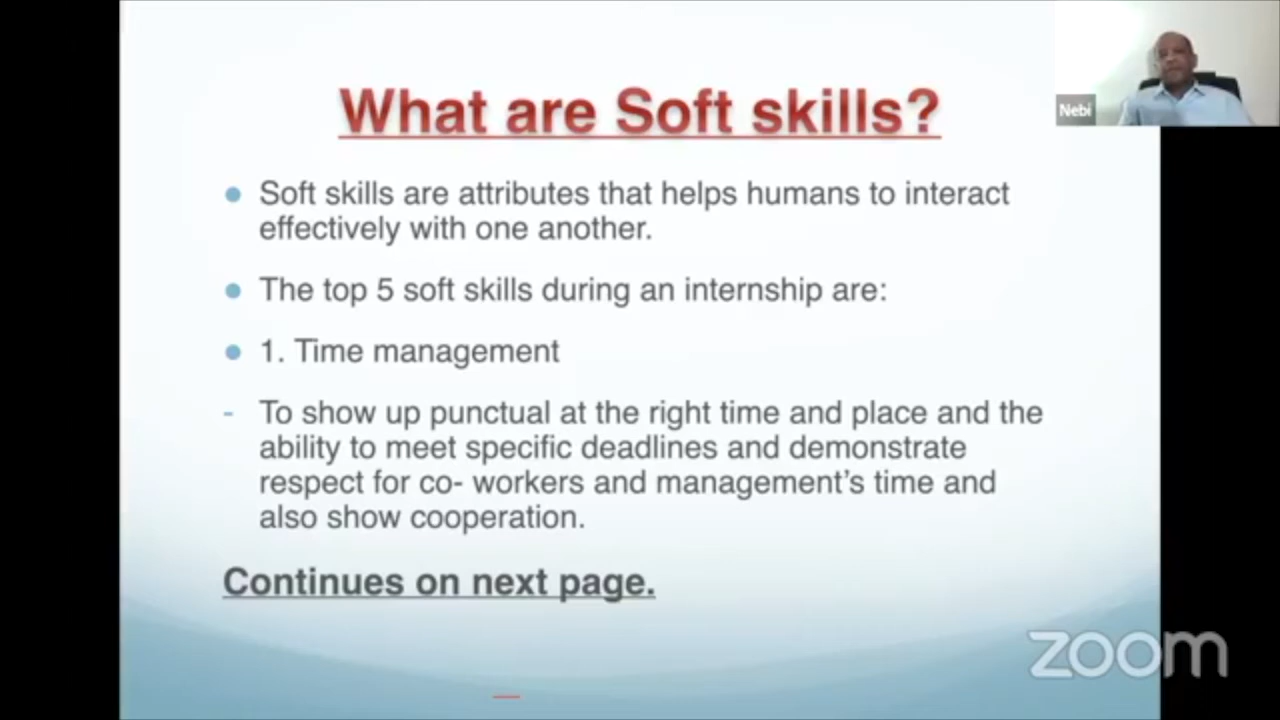 What are Soft skills?
Nebi
● Soft skills are attributes that helps humans to interact
effectively with one another.
● The top 5 soft skills during an internship are:
● 1. Time management
- To show up punctual at the right time and place and the
ability to meet specific deadlines and demonstrate
respect for co- workers and management’s time and
also show cooperation.
Continues on next page.
zoom